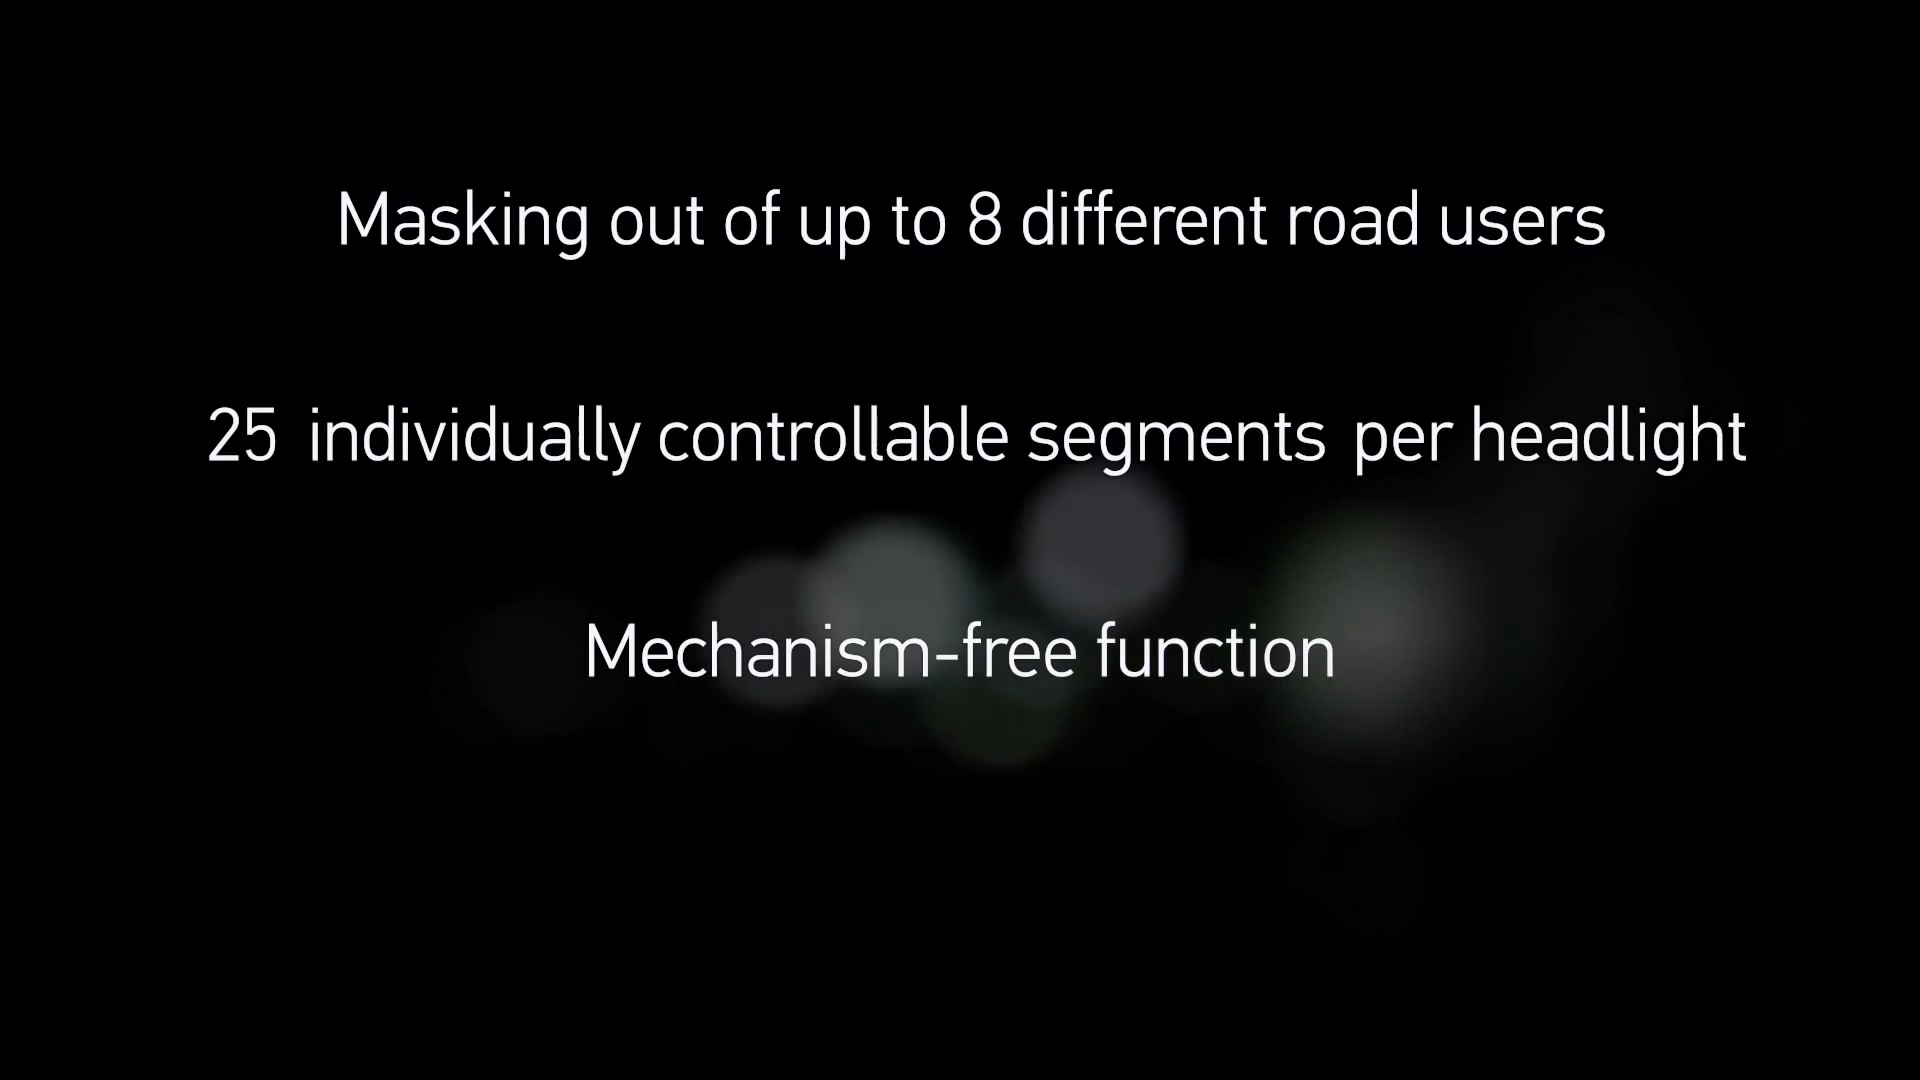 Masking out of up to 8 different road users
25 individually controllable segments per headlight
Mechanism-free function